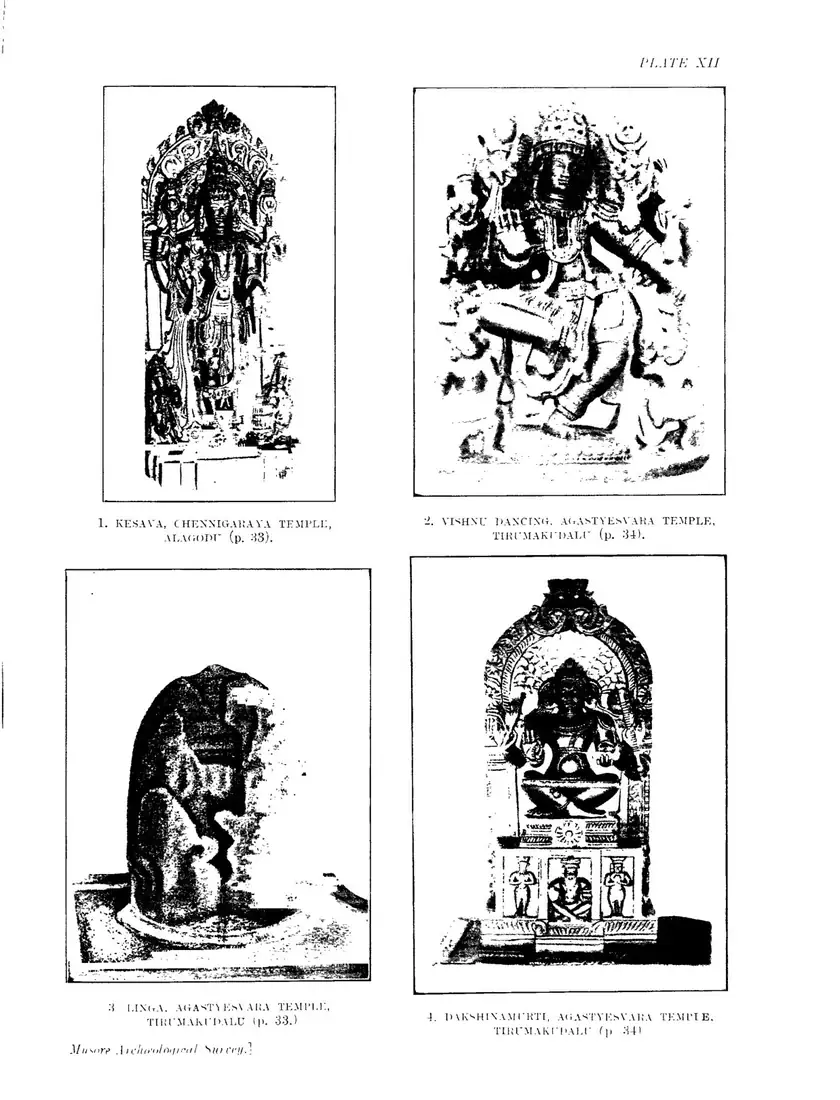 PLATE XII
1. KESAVA, CHENNIGARAYA TEMPLE,
ALAGODU (p. 33).
2. VISHNU DANCING. AGASTYESVARA TEMPLE,
TIRUMAKUDALU (p. 34).
3 LINGA. AGASTYESVARA TEMPLE,
TIRUMAKUDALU (p. 33.)
4. DAKSHINAMURTI, AGASTYESVARA TEMPLE.
TIRUMAKUDALU (p 34)
Mysore Archæological Survey.]